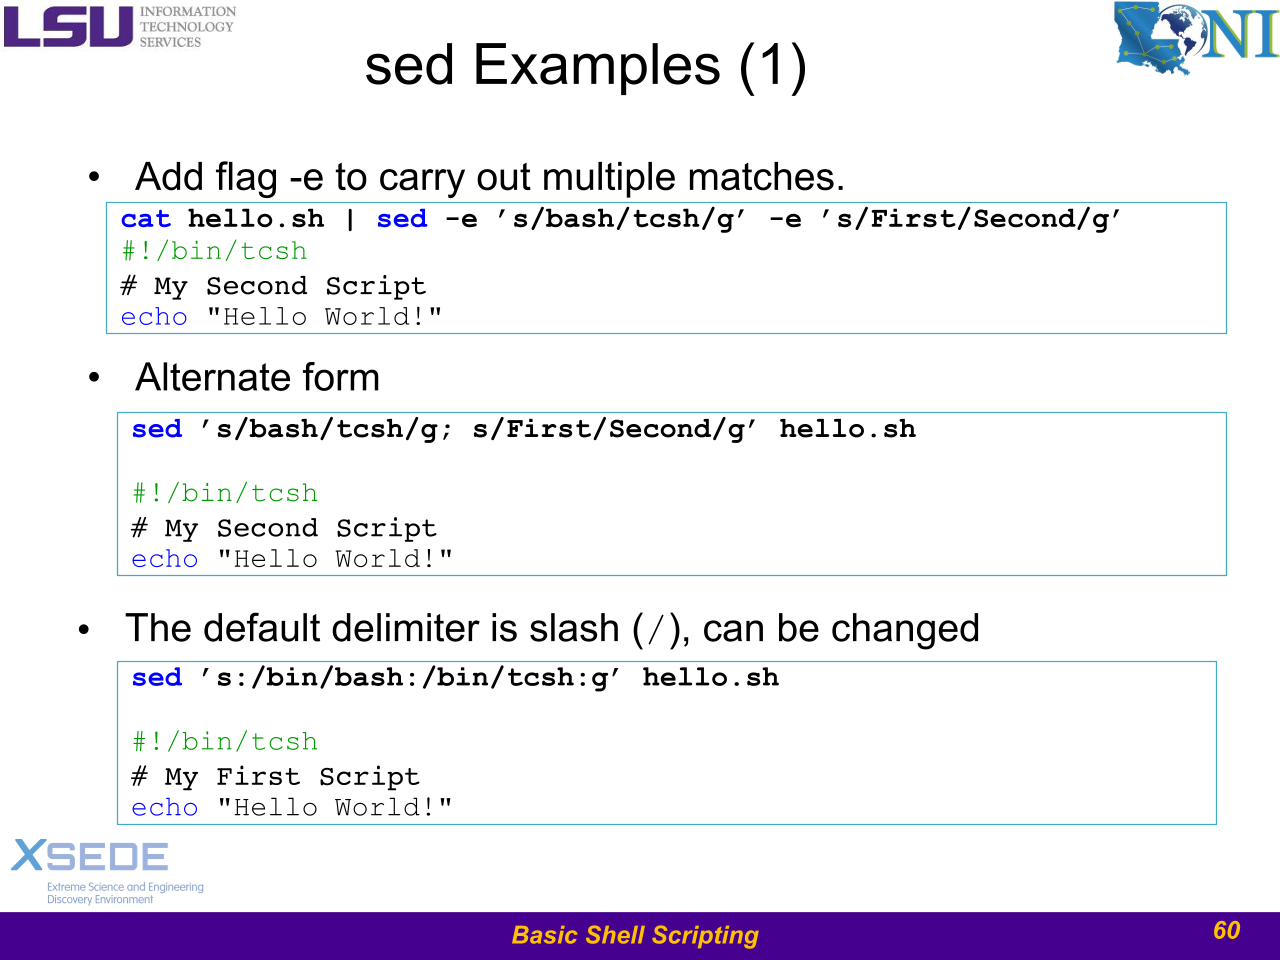 LSU INFORMATION
TECHNOLOGY
SERVICES
LONI
sed Examples (1)
• Add flag -e to carry out multiple matches.
cat hello.sh | sed -e ’s/bash/tcsh/g’ -e ’s/First/Second/g’
#!/bin/tcsh
# My Second Script
echo "Hello World!"
• Alternate form
sed ’s/bash/tcsh/g; s/First/Second/g’ hello.sh
#!/bin/tcsh
# My Second Script
echo "Hello World!"
• The default delimiter is slash (/), can be changed
sed ’s:/bin/bash:/bin/tcsh:g’ hello.sh
#!/bin/tcsh
# My First Script
echo "Hello World!"
XSEDE
Extreme Science and Engineering
Discovery Environment
Basic Shell Scripting
60